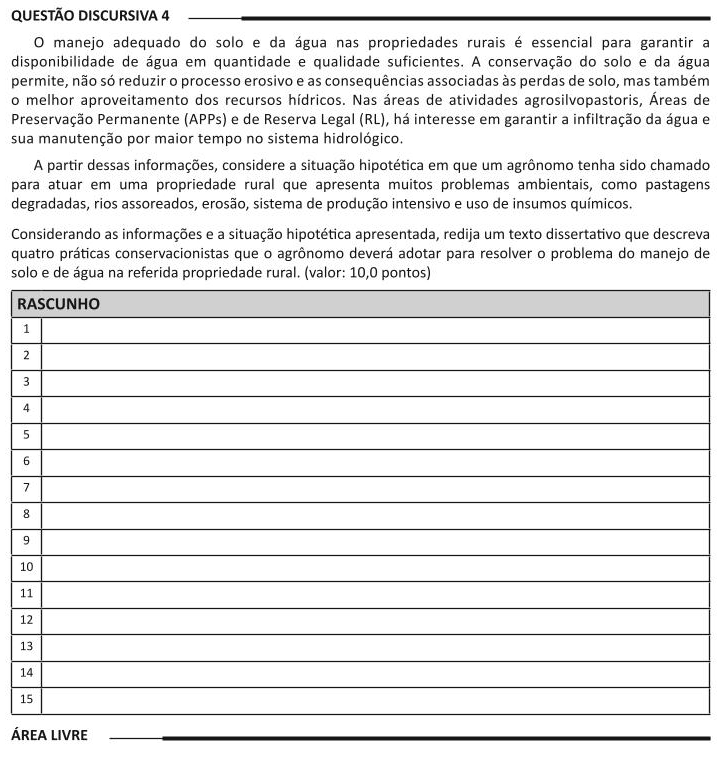 QUESTÃO DISCURSIVA 4
O manejo adequado do solo e da água nas propriedades rurais é essencial para garantir a
disponibilidade de água em quantidade e qualidade suficientes. A conservação do solo e da água
permite, não só reduzir o processo erosivo e as consequências associadas às perdas de solo, mas também
o melhor aproveitamento dos recursos hídricos. Nas áreas de atividades agrosilvopastoris, Áreas de
Preservação Permanente (APPs) e de Reserva Legal (RL), há interesse em garantir a infiltração da água e
sua manutenção por maior tempo no sistema hidrológico.
A partir dessas informações, considere a situação hipotética em que um agrônomo tenha sido chamado
para atuar em uma propriedade rural que apresenta muitos problemas ambientais, como pastagens
degradadas, rios assoreados, erosão, sistema de produção intensivo e uso de insumos químicos.
Considerando as informações e a situação hipotética apresentada, redija um texto dissertativo que descreva
quatro práticas conservacionistas que o agrônomo deverá adotar para resolver o problema do manejo de
solo e de água na referida propriedade rural. (valor: 10,0 pontos)
RASCUNHO
1
2
3
4
5
6
7
8
9
10
11
12
13
14
15
ÁREA LIVRE